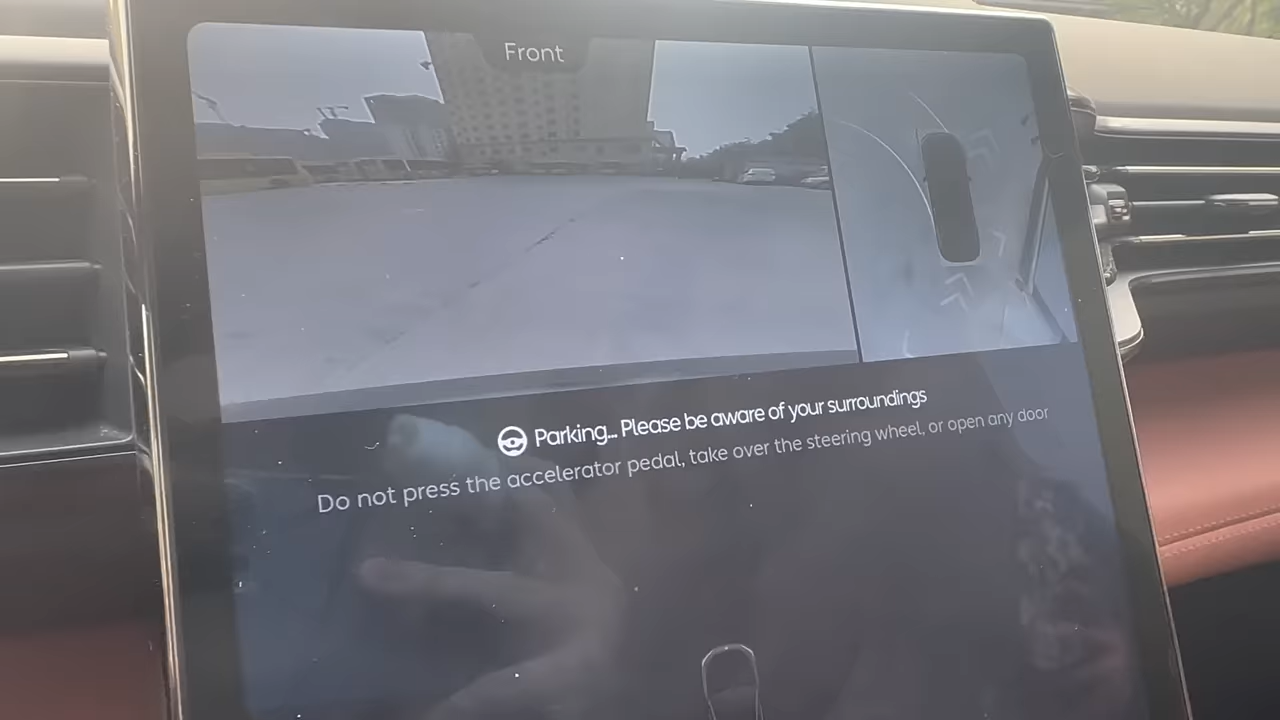 Front
Parking... Please be aware of your surroundings
Do not press the accelerator pedal, take over the steering wheel, or open any door